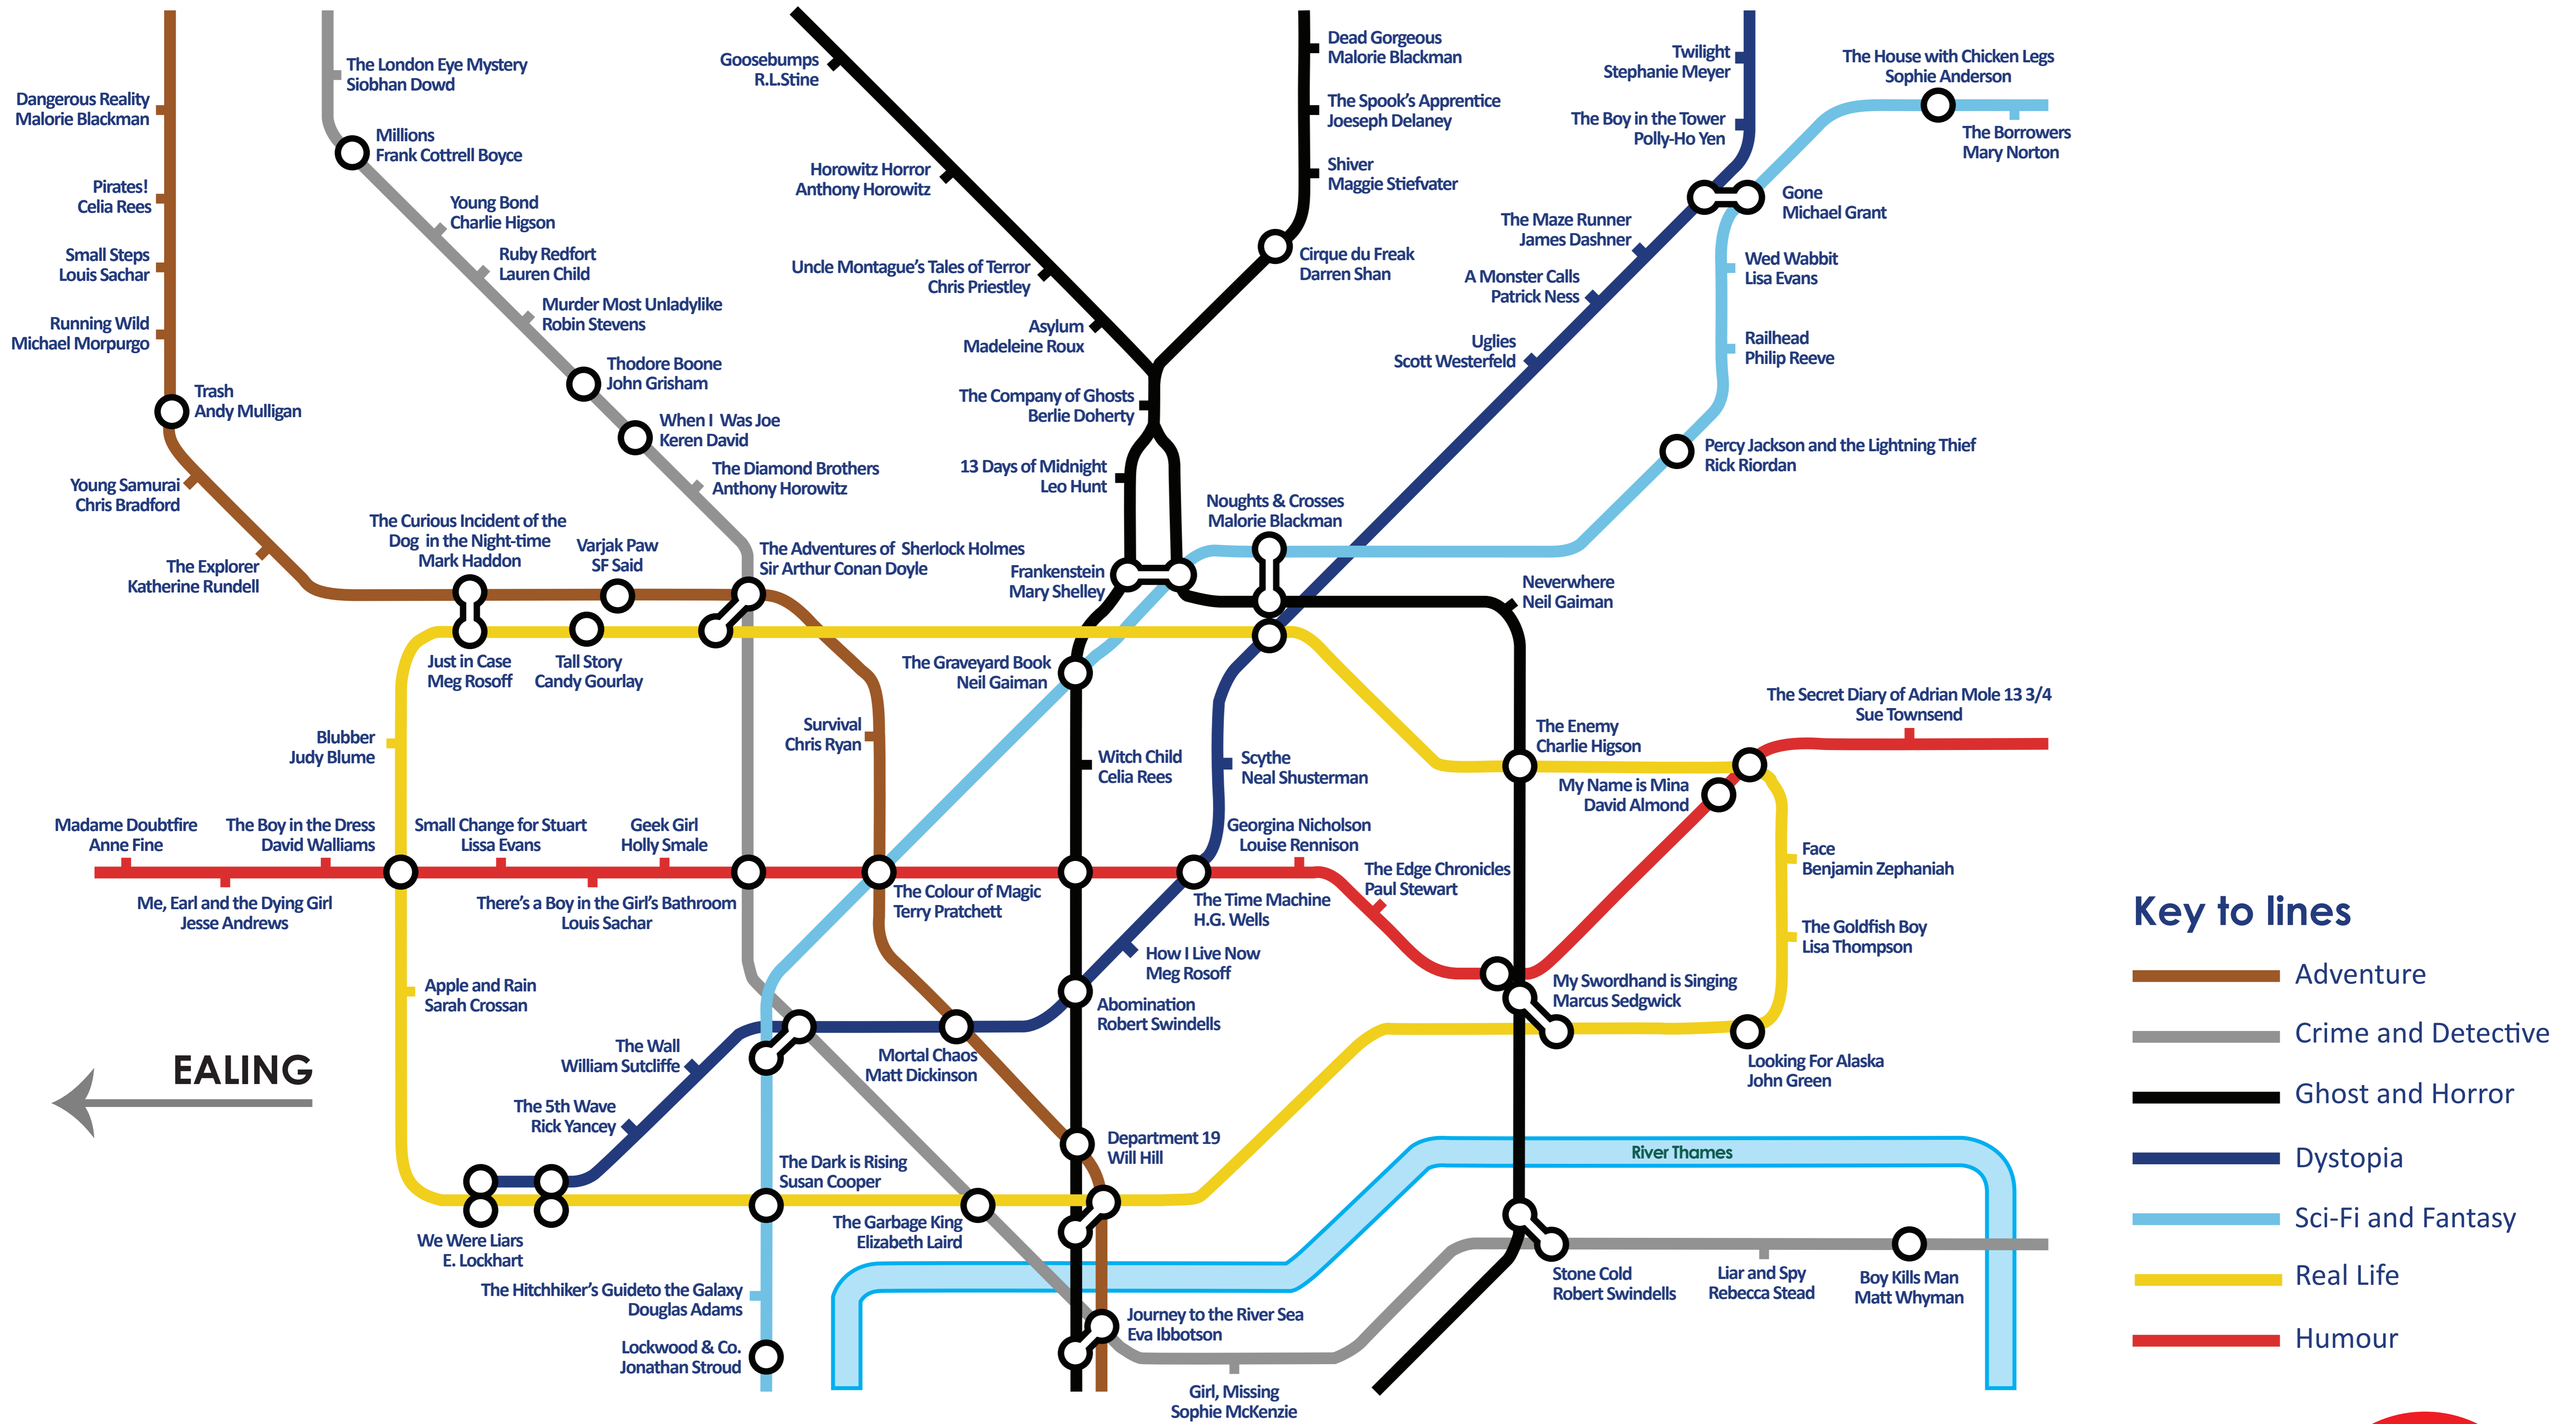 Dangerous Reality
Malorie Blackman
Pirates!
Celia Rees
Small Steps
Louis Sachar
Running Wild
Michael Morpurgo
Trash
Andy Mulligan
Young Samurai
Chris Bradford
The Explorer
Katherine Rundell
The London Eye Mystery
Siobhan Dowd
Millions
Frank Cottrell Boyce
Young Bond
Charlie Higson
Ruby Redfort
Lauren Child
Murder Most Unladylike
Robin Stevens
Thodore Boone
John Grisham
When I Was Joe
Keren David
The Diamond Brothers
Anthony Horowitz
The Adventures of Sherlock Holmes
Sir Arthur Conan Doyle
The Curious Incident of the
Dog in the Night-time
Mark Haddon
Varjak Paw
SF Said
Just in Case
Meg Rosoff
Tall Story
Candy Gourlay
Goosebumps
R.L.Stine
Horowitz Horror
Anthony Horowitz
Uncle Montague's Tales of Terror
Chris Priestley
Asylum
Madeleine Roux
The Company of Ghosts
Berlie Doherty
13 Days of Midnight
Leo Hunt
Frankenstein
Mary Shelley
Dead Gorgeous
Malorie Blackman
The Spook's Apprentice
Joeseph Delaney
Shiver
Maggie Stiefvater
Cirque du Freak
Darren Shan
Noughts & Crosses
Malorie Blackman
Twilight
Stephanie Meyer
The Boy in the Tower
Polly-Ho Yen
The Maze Runner
James Dashner
A Monster Calls
Patrick Ness
Uglies
Scott Westerfeld
The House with Chicken Legs
Sophie Anderson
The Borrowers
Mary Norton
Gone
Michael Grant
Wed Wabbit
Lisa Evans
Railhead
Philip Reeve
Percy Jackson and the Lightning Thief
Rick Riordan
Neverwhere
Neil Gaiman
The Graveyard Book
Neil Gaiman
Survival
Chris Ryan
Blubber
Judy Blume
Witch Child
Celia Rees
Scythe
Neal Shusterman
The Enemy
Charlie Higson
My Name is Mina
David Almond
The Secret Diary of Adrian Mole 13 3/4
Sue Townsend
Madame Doubtfire
Anne Fine
The Boy in the Dress
David Walliams
Small Change for Stuart
Lissa Evans
Geek Girl
Holly Smale
Me, Earl and the Dying Girl
Jesse Andrews
There's a Boy in the Girl's Bathroom
Louis Sachar
The Colour of Magic
Terry Pratchett
Georgina Nicholson
Louise Rennison
The Time Machine
H.G. Wells
The Edge Chronicles
Paul Stewart
Face
Benjamin Zephaniah
The Goldfish Boy
Lisa Thompson
How I Live Now
Meg Rosoff
Abomination
Robert Swindells
My Swordhand is Singing
Marcus Sedgwick
Looking For Alaska
John Green
Apple and Rain
Sarah Crossan
EALING
The Wall
William Sutcliffe
The 5th Wave
Rick Yancey
Mortal Chaos
Matt Dickinson
Department 19
Will Hill
River Thames
We Were Liars
E. Lockhart
The Dark is Rising
Susan Cooper
The Garbage King
Elizabeth Laird
The Hitchhiker's Guideto the Galaxy
Douglas Adams
Lockwood & Co.
Jonathan Stroud
Journey to the River Sea
Eva Ibbotson
Girl, Missing
Sophie McKenzie
Stone Cold
Robert Swindells
Liar and Spy
Rebecca Stead
Boy Kills Man
Matt Whyman
Key to lines
Adventure
Crime and Detective
Ghost and Horror
Dystopia
Sci-Fi and Fantasy
Real Life
Humour